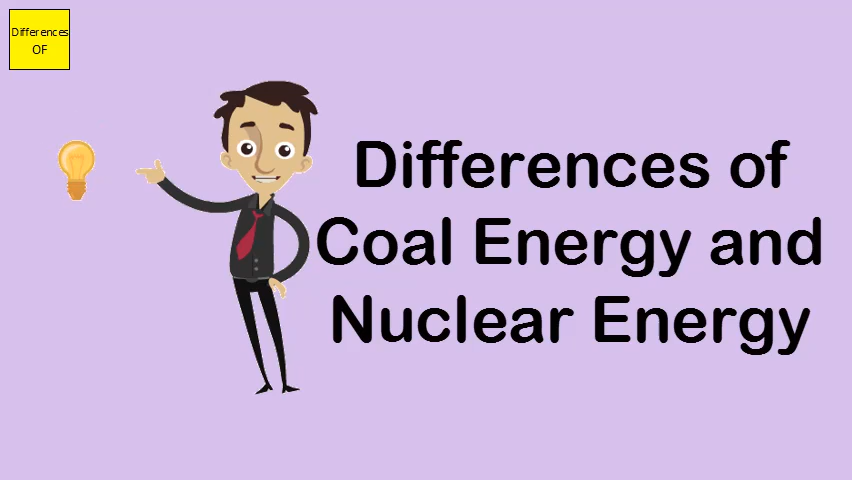 Differences
OF
Differences of
Coal Energy and
Nuclear Energy